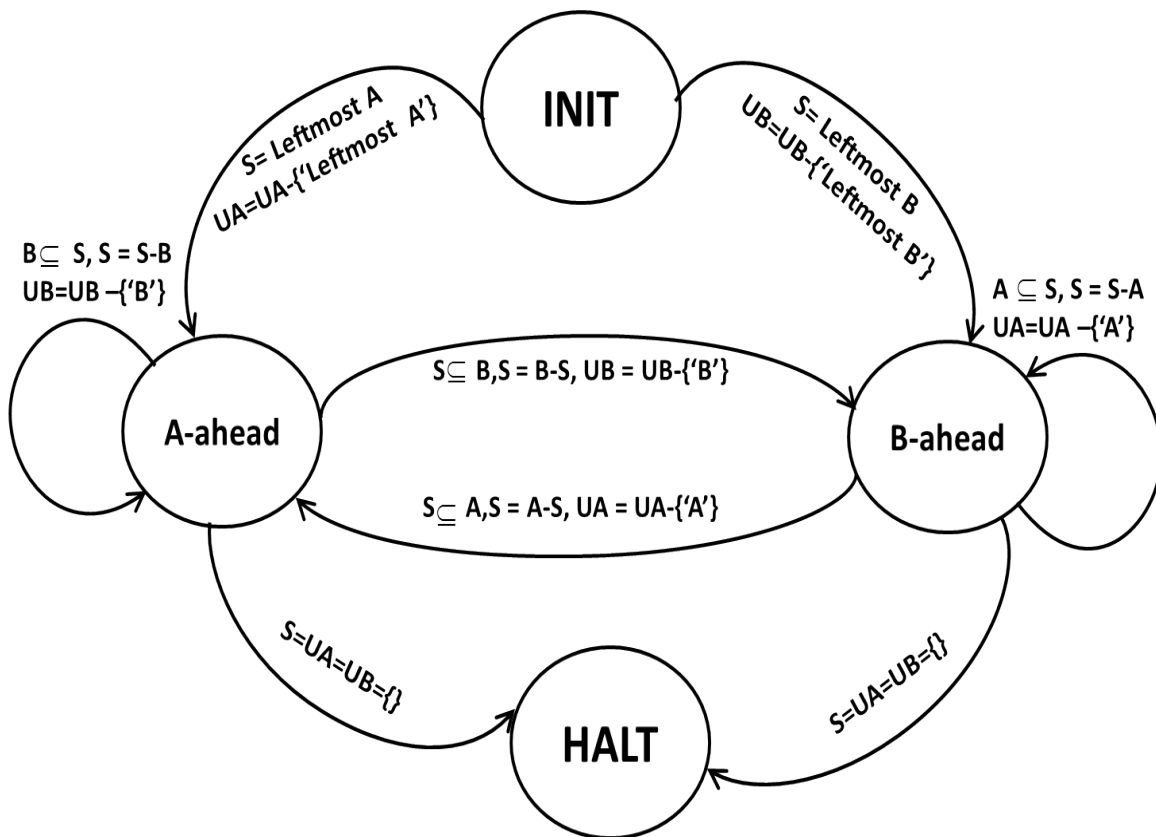 INIT
S= Leftmost A
UA=UA-{‘Leftmost A’}
S= Leftmost B
UB=UB-{‘Leftmost B’}
B⊆ S, S = S-B
UB=UB –{‘B’}
A ⊆ S, S = S-A
UA=UA –{‘A’}
A-ahead
S⊆ B,S = B-S, UB = UB-{‘B’}
B-ahead
S⊆ A,S = A-S, UA = UA-{‘A’}
S=UA=UB={}
S=UA=UB={}
HALT